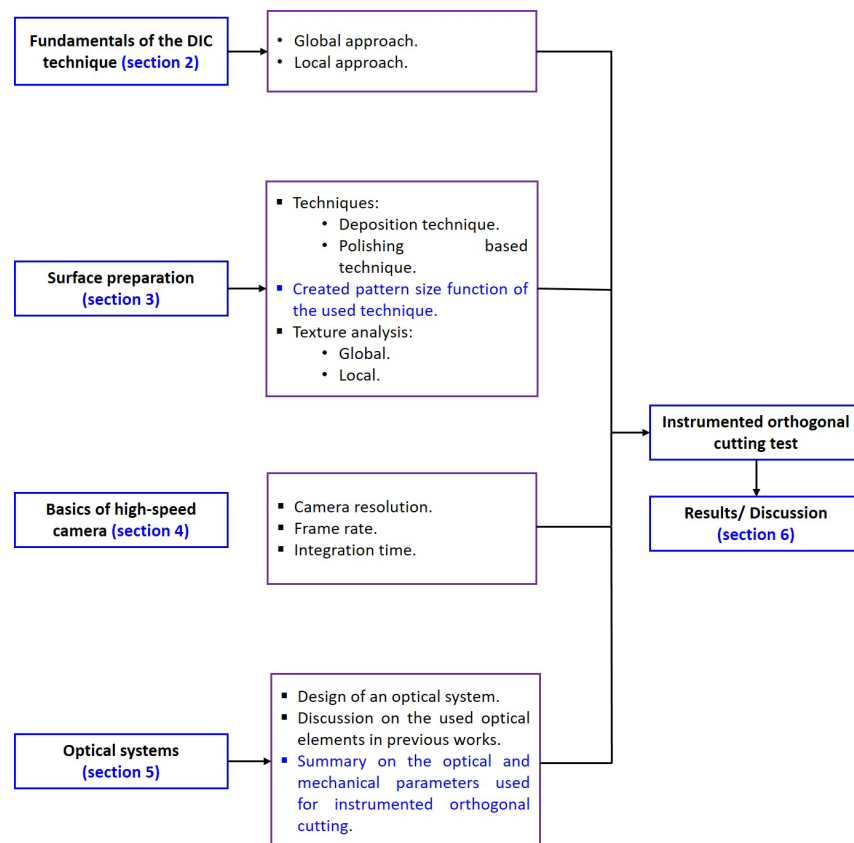 Fundamentals of the DIC
technique (section 2)
• Global approach.
• Local approach.
Surface preparation
(section 3)
▪ Techniques:
• Deposition technique.
• Polishing based
technique.
▪ Created pattern size function of
the used technique.
▪ Texture analysis:
• Global.
• Local.
Instrumented orthogonal
cutting test
Basics of high-speed
camera (section 4)
▪ Camera resolution.
▪ Frame rate.
▪ Integration time.
Results/ Discussion
(section 6)
Optical systems
(section 5)
▪ Design of an optical system.
▪ Discussion on the used optical
elements in previous works.
▪ Summary on the optical and
mechanical parameters used
for instrumented orthogonal
cutting.